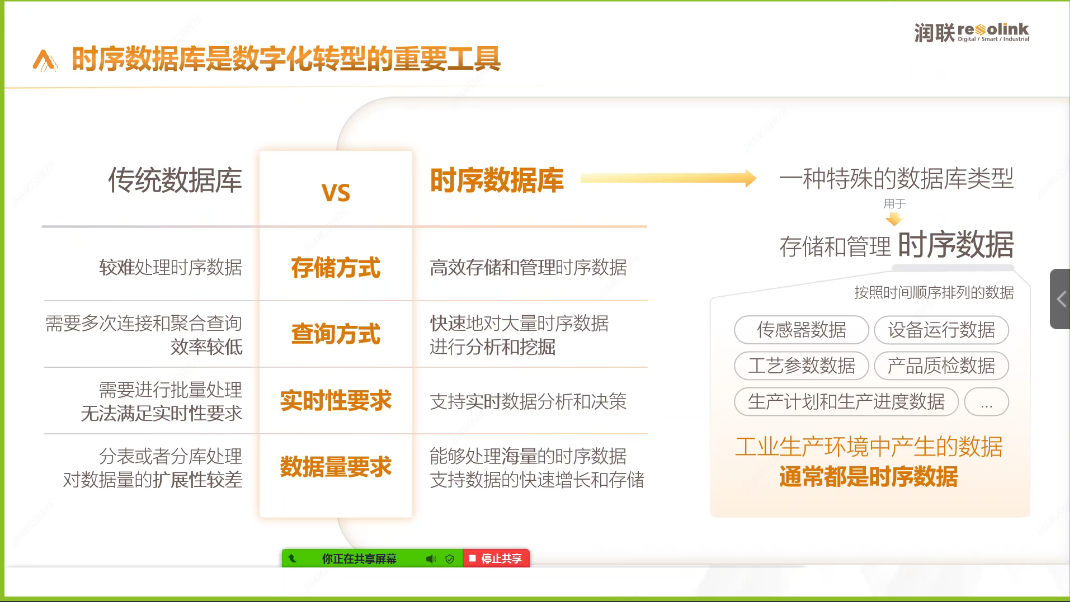 润联resolink
Digital / Smart / Industrial
时序数据库是数字化转型的重要工具
传统数据库
VS
时序数据库
一种特殊的数据库类型
用于
存储和管理 时序数据
按照时间顺序排列的数据
较难处理时序数据
存储方式
高效存储和管理时序数据
需要多次连接和聚合查询
效率较低
查询方式
快速地对大量时序数据
进行分析和挖掘
需要进行批量处理
无法满足实时性要求
实时性要求
支持实时数据分析和决策
分表或者分库处理
对数据量的扩展性较差
数据量要求
能够处理海量的时序数据
支持数据的快速增长和存储
传感器数据
设备运行数据
工艺参数数据
产品质检数据
生产计划和生产进度数据
...
工业生产环境中产生的数据
通常都是时序数据
你正在共享屏幕
停止共享